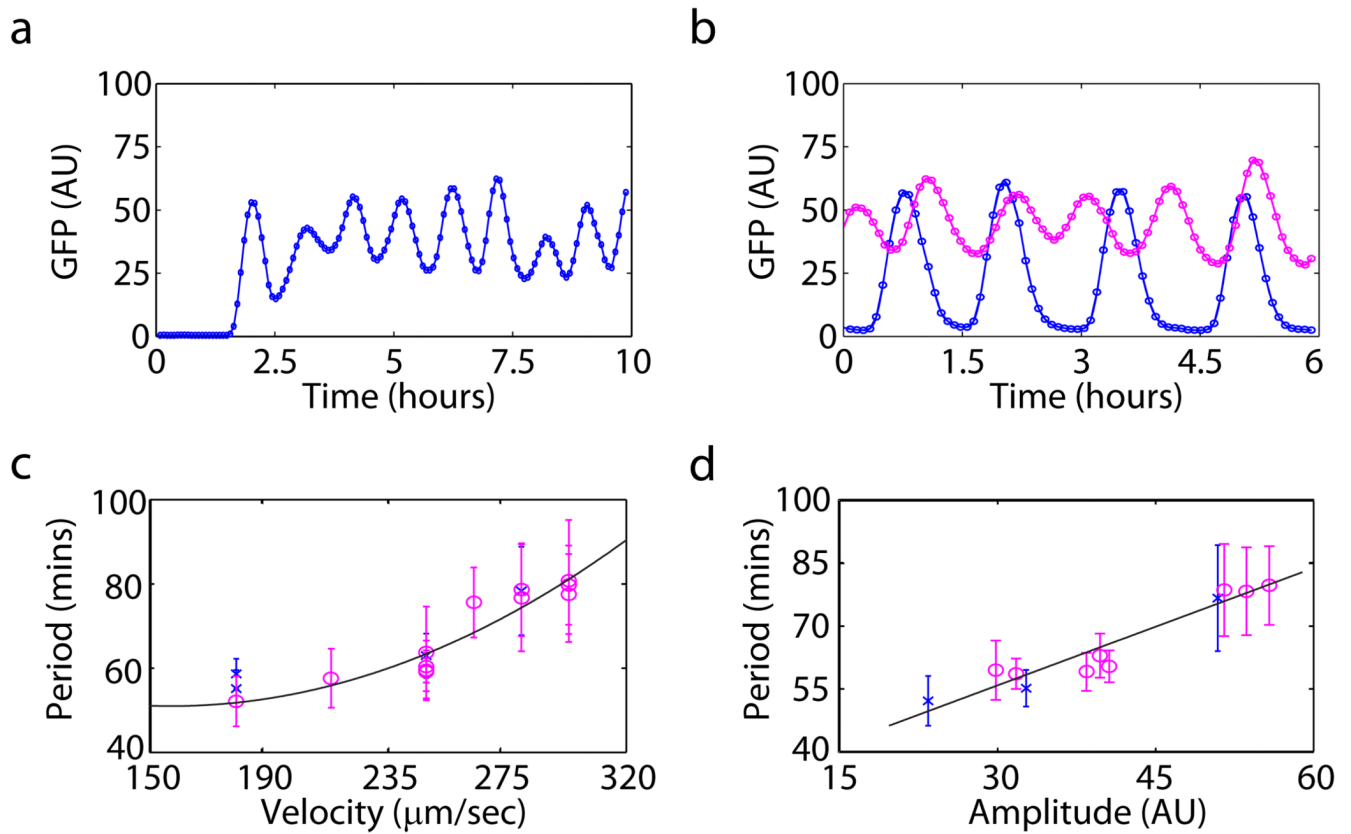 a
100
75
50
25
0
GFP (AU)
0 2.5 5 7.5 10
Time (hours)
b
100
75
50
25
0
GFP (AU)
0 1.5 3 4.5 6
Time (hours)
c
100
80
60
40
Period (mins)
150 190 235 275 320
Velocity (μm/sec)
d
100
85
70
55
40
Period (mins)
15 30 45 60
Amplitude (AU)